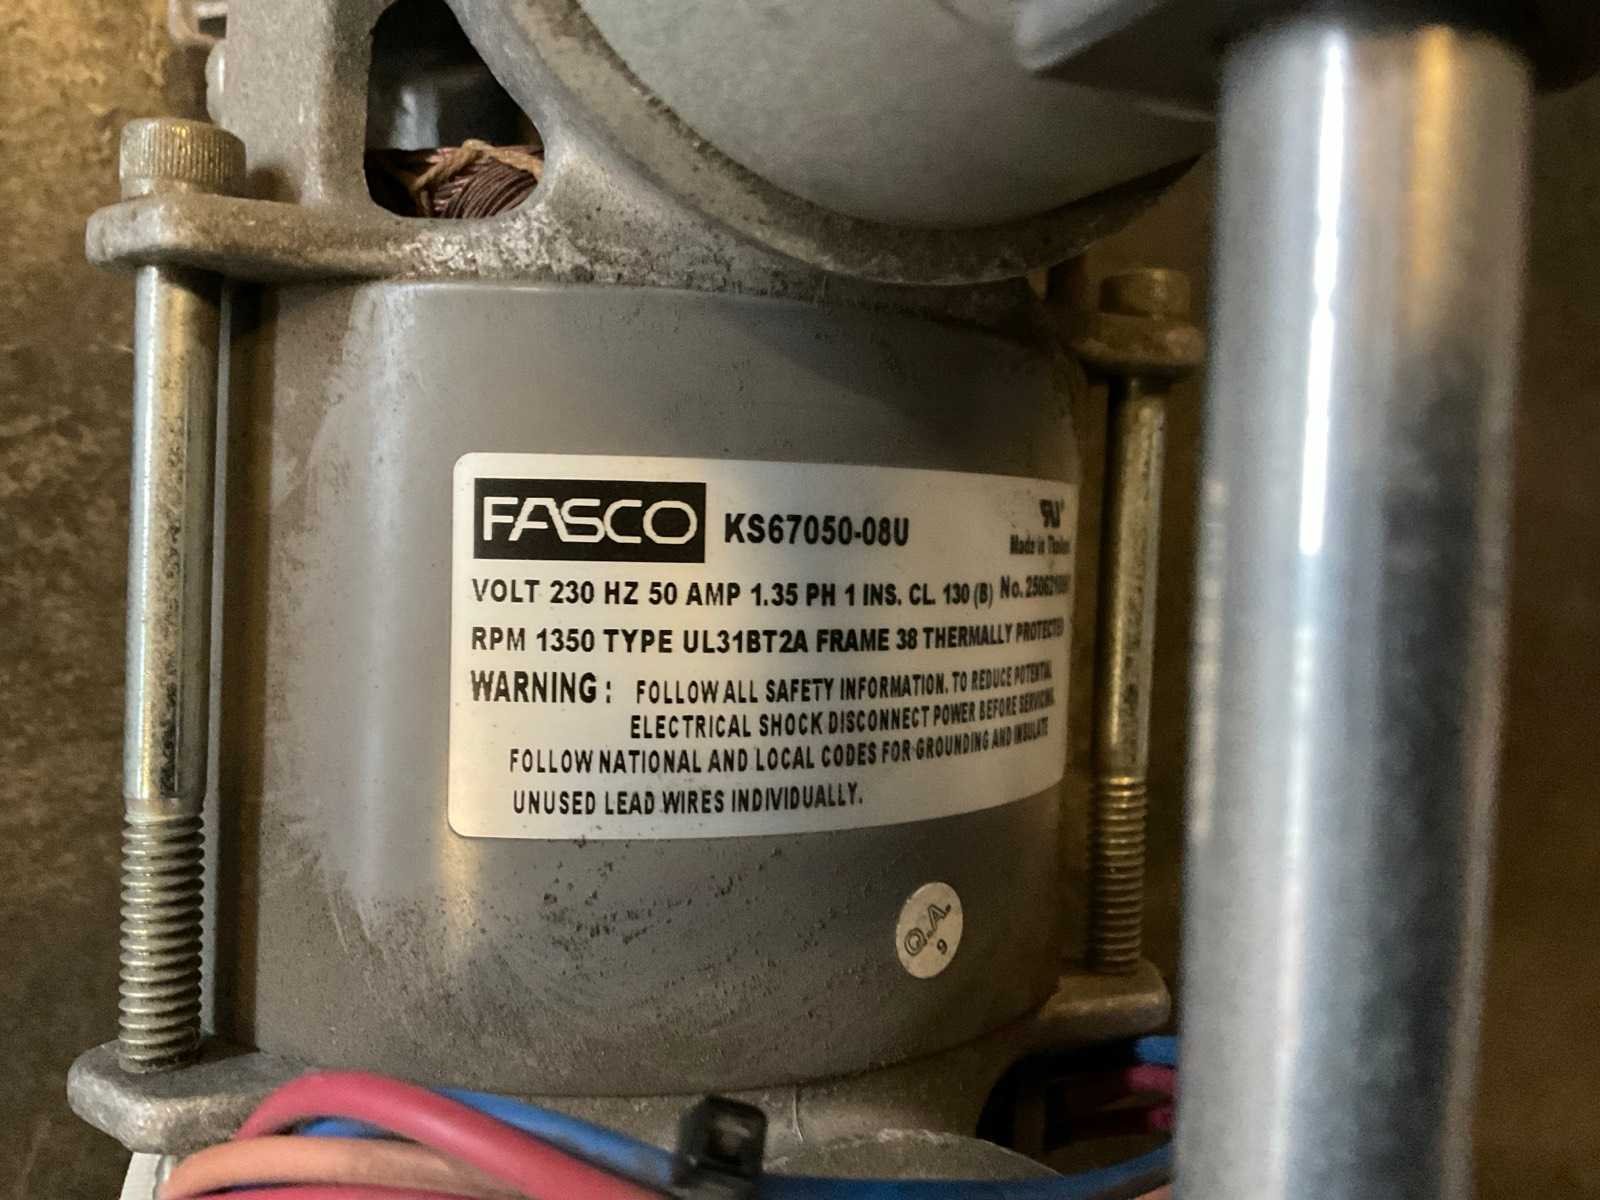 FASCO KS67050-08U
Made in
VOLT 230 HZ 50 AMP 1.35 PH 1 INS. CL. 130 (B) No.
RPM 1350 TYPE UL31BT2A FRAME 38 THERMALLY PROTECTED
WARNING: FOLLOW ALL SAFETY INFORMATION. TO REDUCE POTENTIAL
ELECTRICAL SHOCK DISCONNECT POWER BEFORE SERVICING.
FOLLOW NATIONAL AND LOCAL CODES FOR GROUNDING AND INSULATE
UNUSED LEAD WIRES INDIVIDUALLY.
Q.A.
9